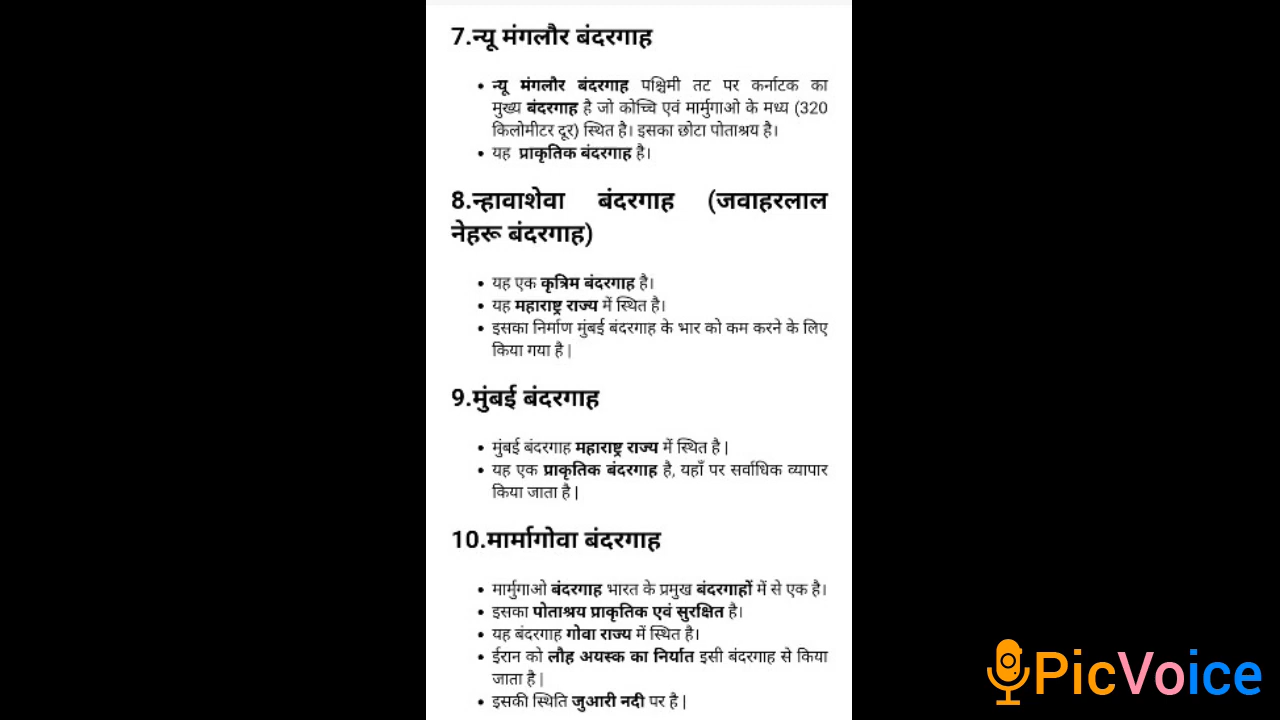 7.न्यू मंगलौर बंदरगाह
• न्यू मंगलौर बंदरगाह पश्चिमी तट पर कर्नाटक का
मुख्य बंदरगाह है जो कोच्चि एवं मार्मुगाओ के मध्य (320
किलोमीटर दूर) स्थित है। इसका छोटा पोताश्रय है।
• यह प्राकृतिक बंदरगाह है।
8.न्हावाशेवा बंदरगाह (जवाहरलाल
नेहरू बंदरगाह)
• यह एक कृत्रिम बंदरगाह है।
• यह महाराष्ट्र राज्य में स्थित है।
• इसका निर्माण मुंबई बंदरगाह के भार को कम करने के लिए
किया गया है |
9.मुंबई बंदरगाह
• मुंबई बंदरगाह महाराष्ट्र राज्य में स्थित है |
• यह एक प्राकृतिक बंदरगाह है, यहाँ पर सर्वाधिक व्यापार
किया जाता है |
10.मार्मागोवा बंदरगाह
• मार्मुगाओ बंदरगाह भारत के प्रमुख बंदरगाहों में से एक है।
• इसका पोताश्रय प्राकृतिक एवं सुरक्षित है।
• यह बंदरगाह गोवा राज्य में स्थित है।
• ईरान को लौह अयस्क का निर्यात इसी बंदरगाह से किया
जाता है |
• इसकी स्थिति जुआरी नदी पर है |
PicVoice